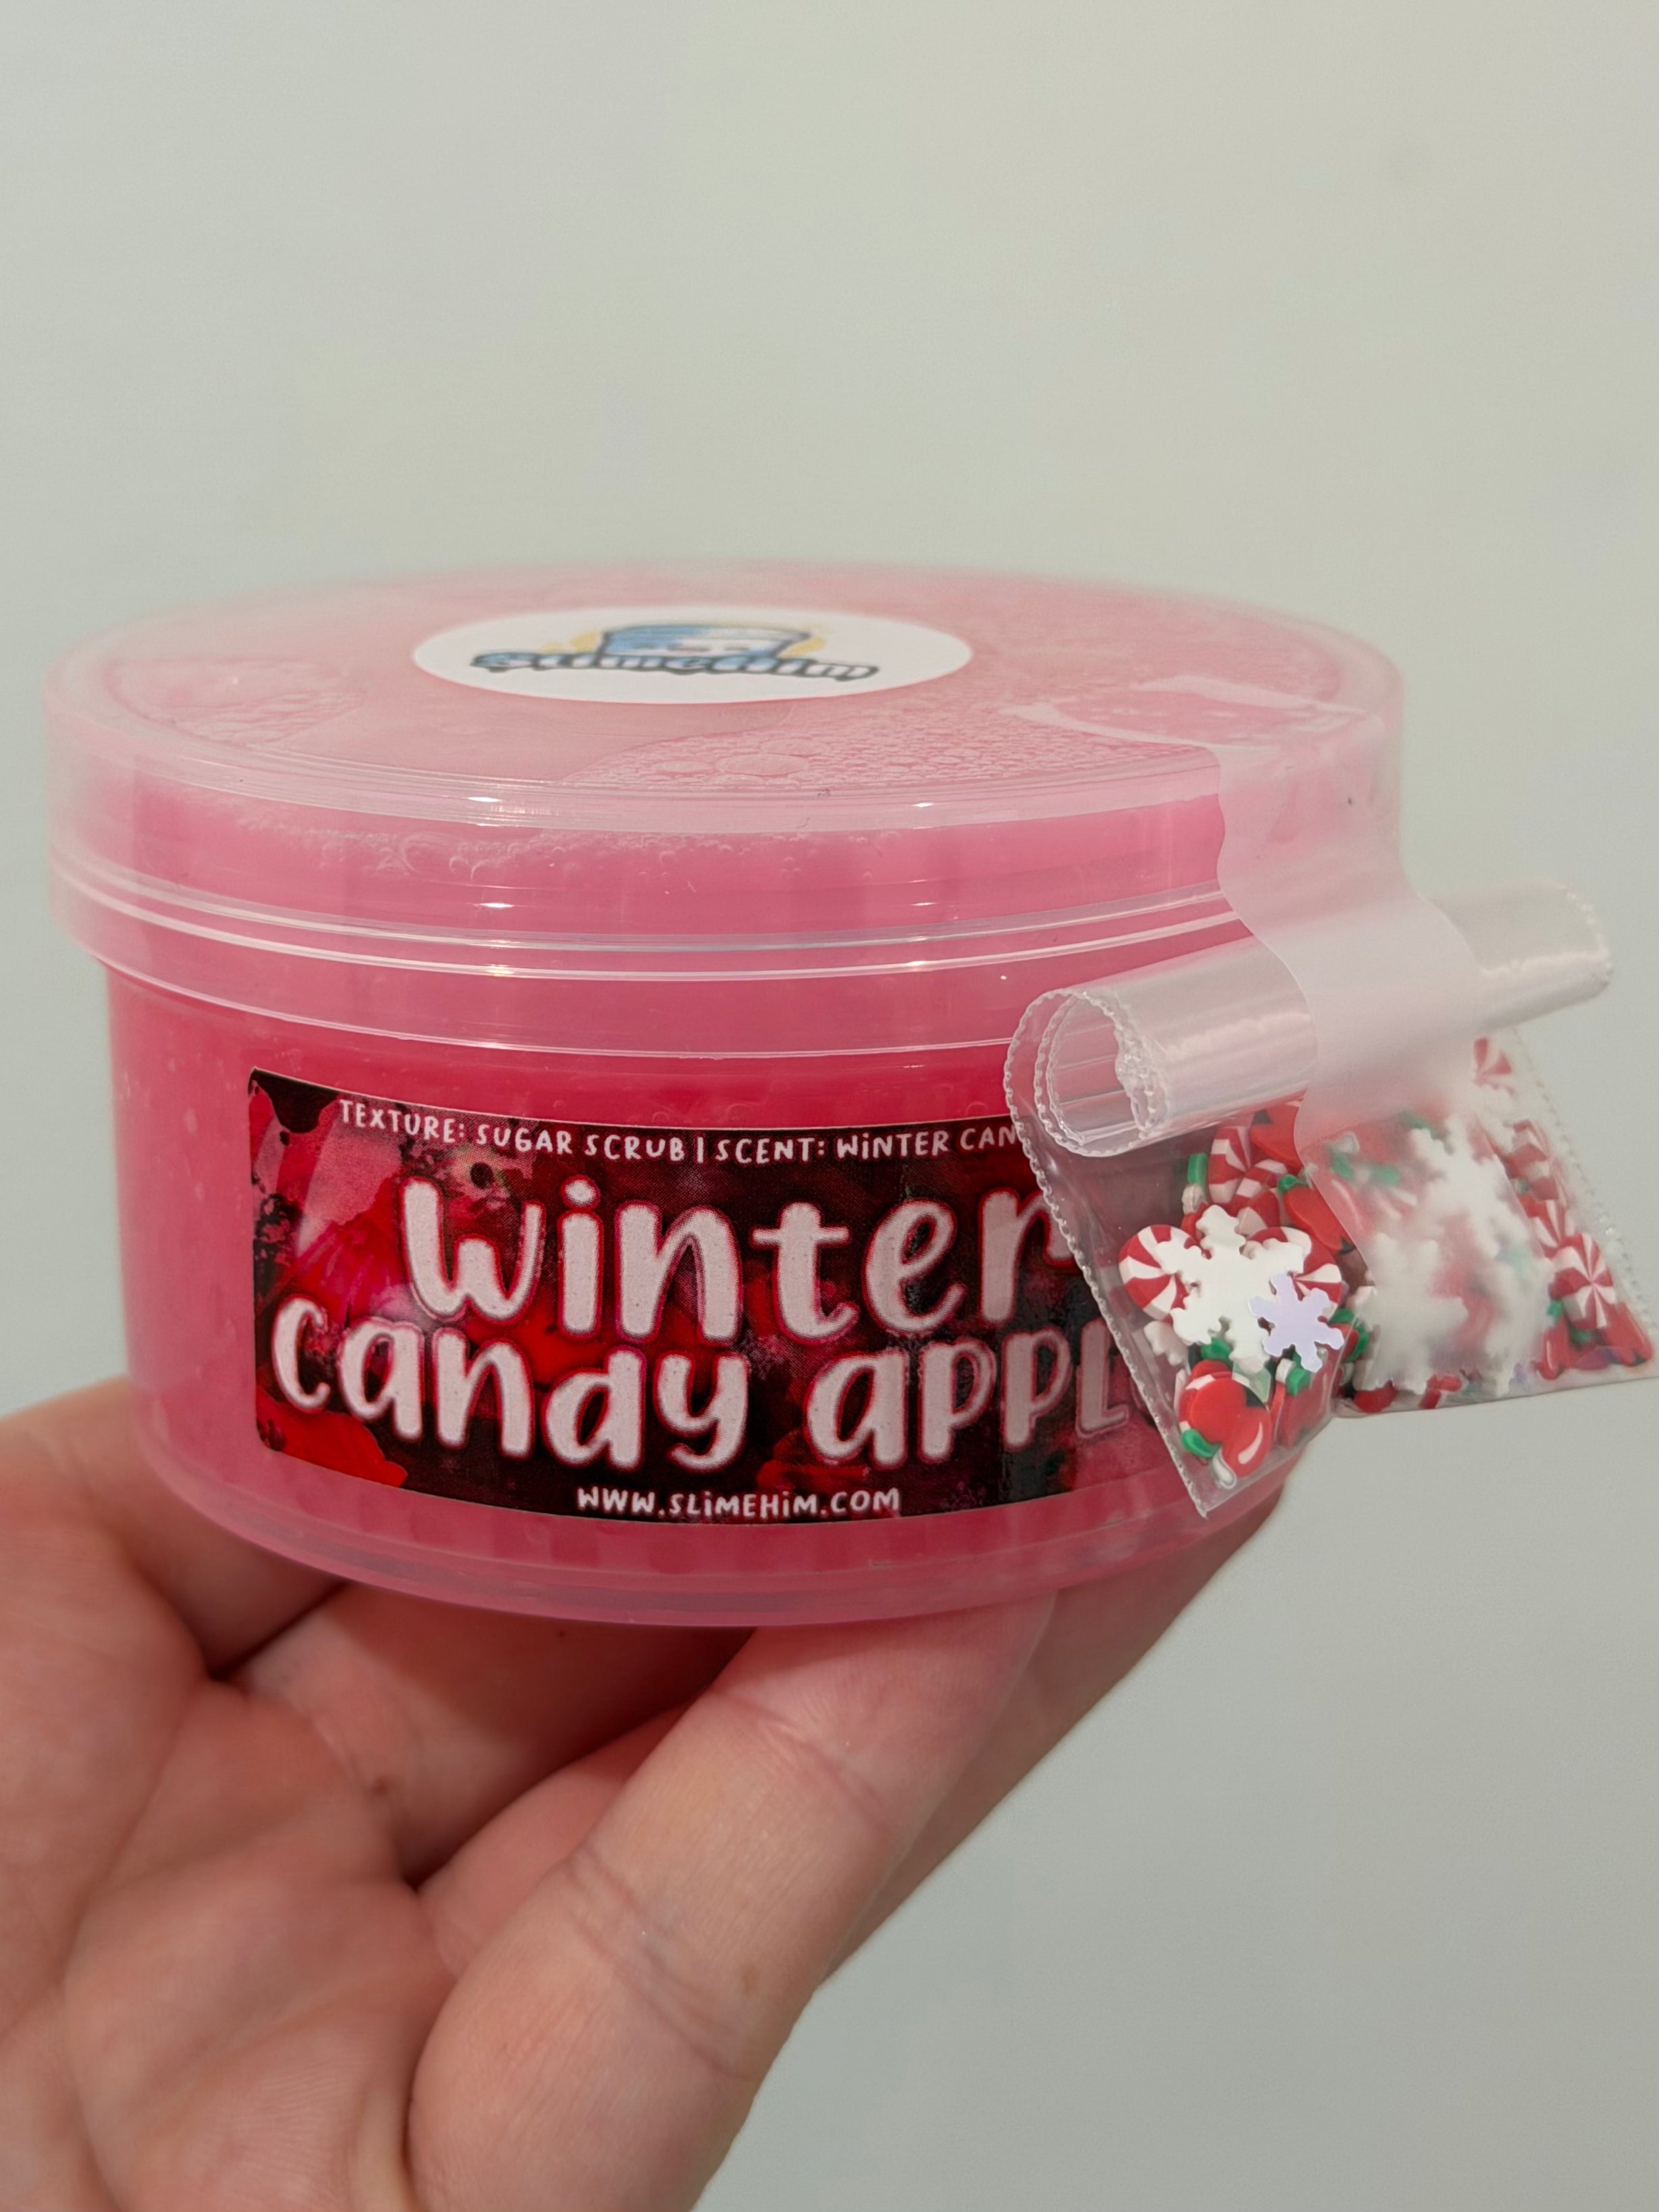 SlimeHim
TEXTURE: SUGAR SCRUB | SCENT: WINTER CAN
Winter
candy appl
WWW.SLIMEHIM.COM